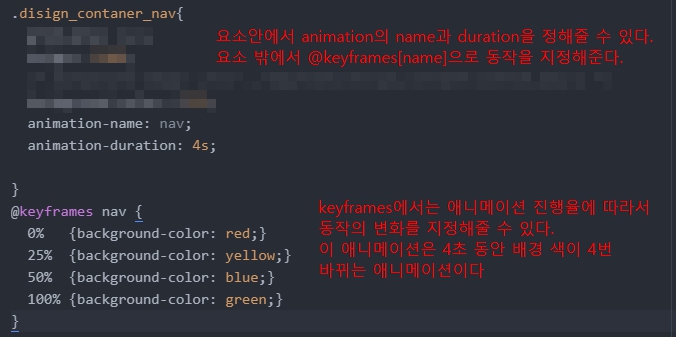 .disign_contaner_nav{
요소안에서 animation의 name과 duration을 정해줄 수 있다.
요소 밖에서 @keyframes[name]으로 동작을 지정해준다.
animation-name: nav;
animation-duration: 4s;
}
@keyframes nav {
keyframes에서는 애니메이션 진행율에 따라서
동작의 변화를 지정해줄 수 있다.
이 애니메이션은 4초 동안 배경 색이 4번
바뀌는 애니메이션이다
0% {background-color: red;}
25% {background-color: yellow;}
50% {background-color: blue;}
100% {background-color: green;}
}